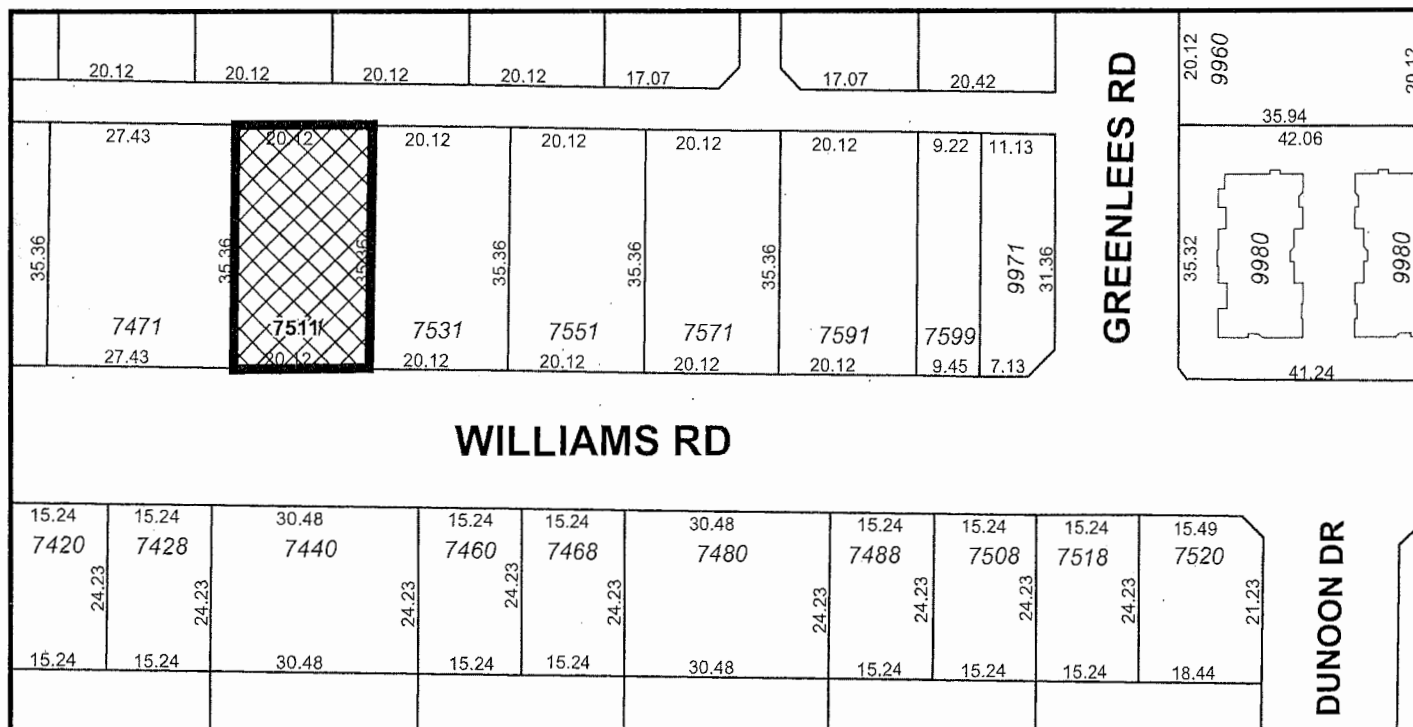 20.12 20.12 20.12 20.12 17.07 17.07 20.42
GREENLEES RD
20.12 9960 20.12
35.94
27.43 20.12 20.12 20.12 20.12 20.12 9.22 11.13
42.06
35.36 35.36 35.36 35.36 35.36 35.36 9971 31.36
35.32 9980 9980
7471 7511/ 7531 7551 7571 7591 7599
27.43 20.12 20.12 20.12 20.12 20.12 9.45 7.13
41.24
WILLIAMS RD
15.24 15.24 30.48 15.24 15.24 30.48 15.24 15.24 15.24 15.49
7420 7428 7440 7460 7468 7480 7488 7508 7518 7520
24.23 24.23 24.23 24.23 24.23 24.23 24.23 24.23 24.23 21.23
15.24 15.24 30.48 15.24 15.24 30.48 15.24 15.24 15.24 18.44
DUNOON DR